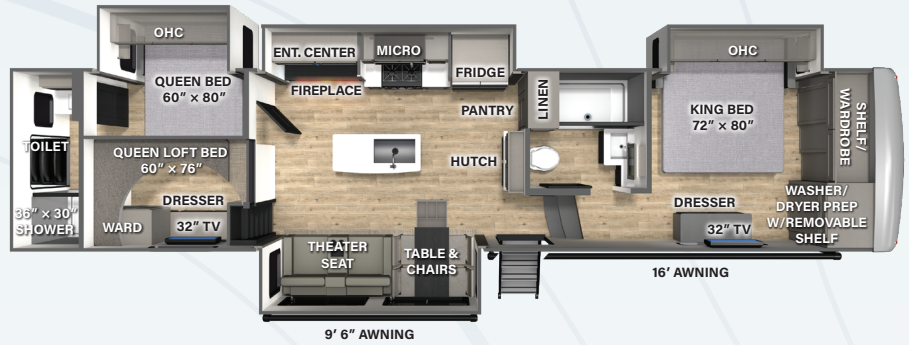 OHC
QUEEN BED
60” × 80”
TOILET
QUEEN LOFT BED
60” × 76”
36” × 30”
SHOWER
WARD
DRESSER
32” TV
ENT. CENTER
FIREPLACE
MICRO
FRIDGE
PANTRY
HUTCH
LINEN
THEATER
SEAT
TABLE &
CHAIRS
9’ 6” AWNING
OHC
KING BED
72” × 80”
SHELF/
WARDROBE
DRESSER
32” TV
WASHER/
DRYER PREP
W/REMOVABLE
SHELF
16’ AWNING